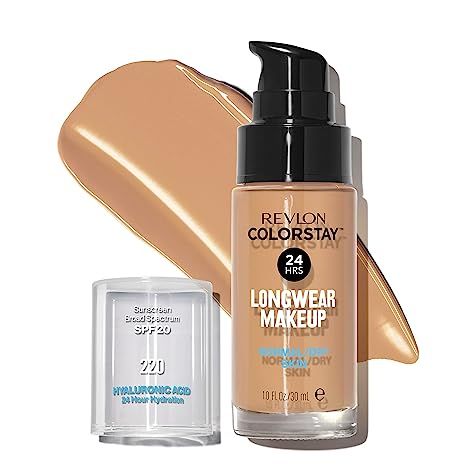 REVLON
COLORSTAY™
24
HRS
LONGWEAR
MAKEUP
NORMAL/DRY
SKIN
1.0 FL OZ/30 mL e
Sunscreen
Broad Spectrum
SPF 20
220
HYALURONIC ACID
24 Hour Hydration